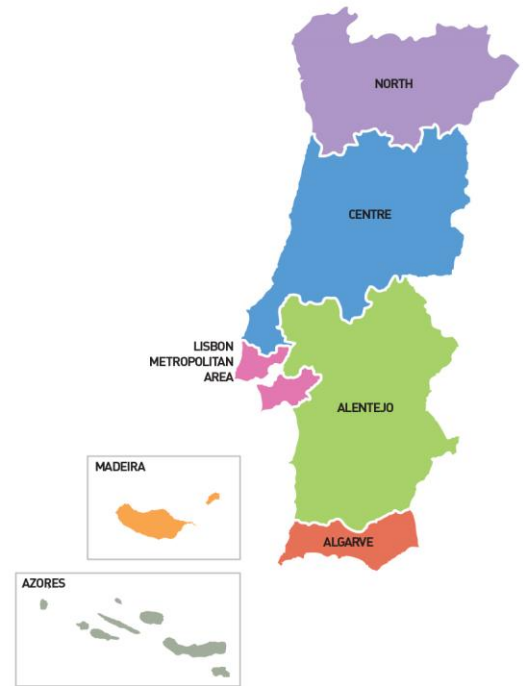 NORTH
CENTRE
LISBON
METROPOLITAN
AREA
ALENTEJO
MADEIRA
ALGARVE
AZORES